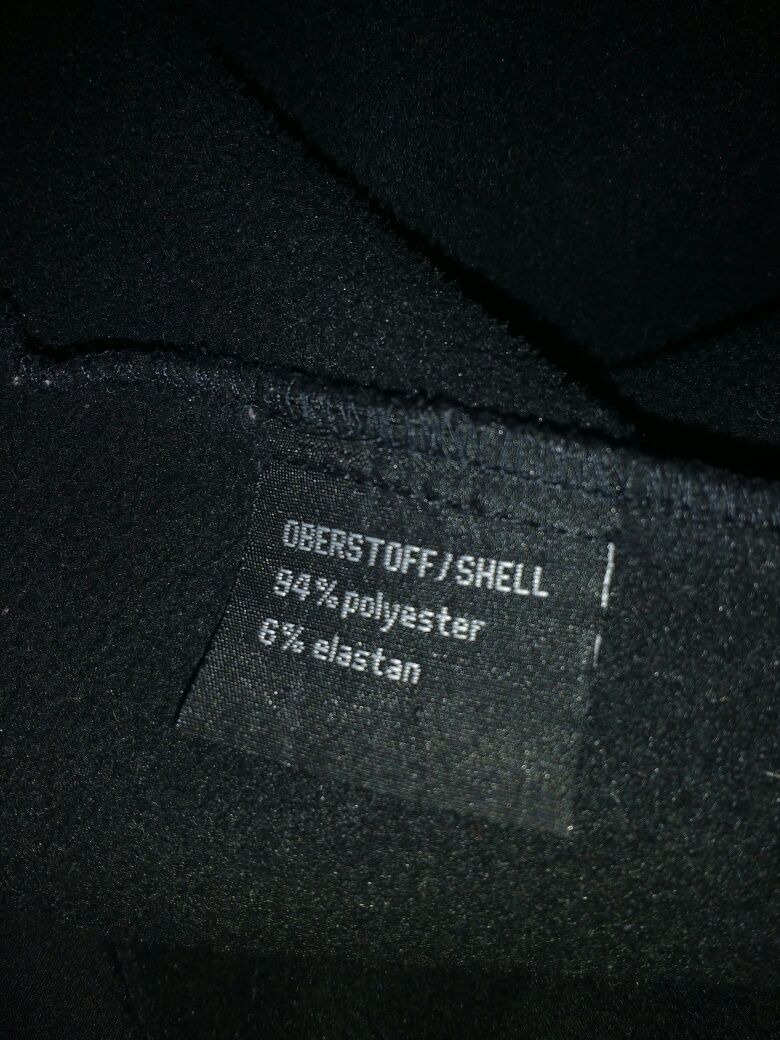 OBERSTOFF/SHELL
94% polyester
6% elastan